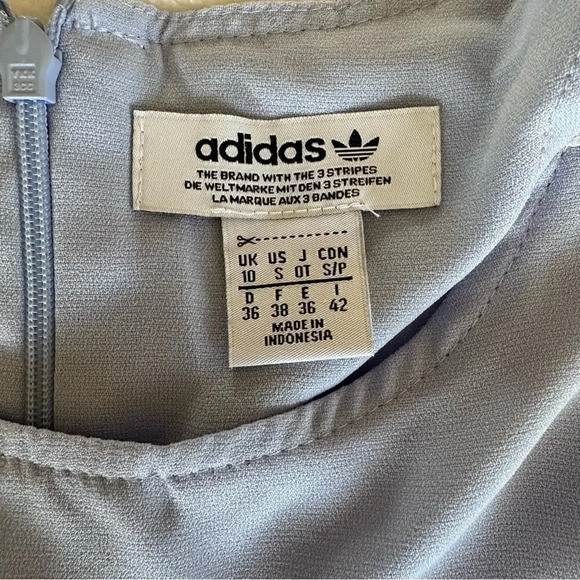 YKK
adidas
THE BRAND WITH THE 3 STRIPES
DIE WELTMARKE MIT DEN 3 STREIFEN
LA MARQUE AUX 3 BANDES
UK US J CDN
10 S OT S/P
D F E I
36 38 36 42
MADE IN
INDONESIA